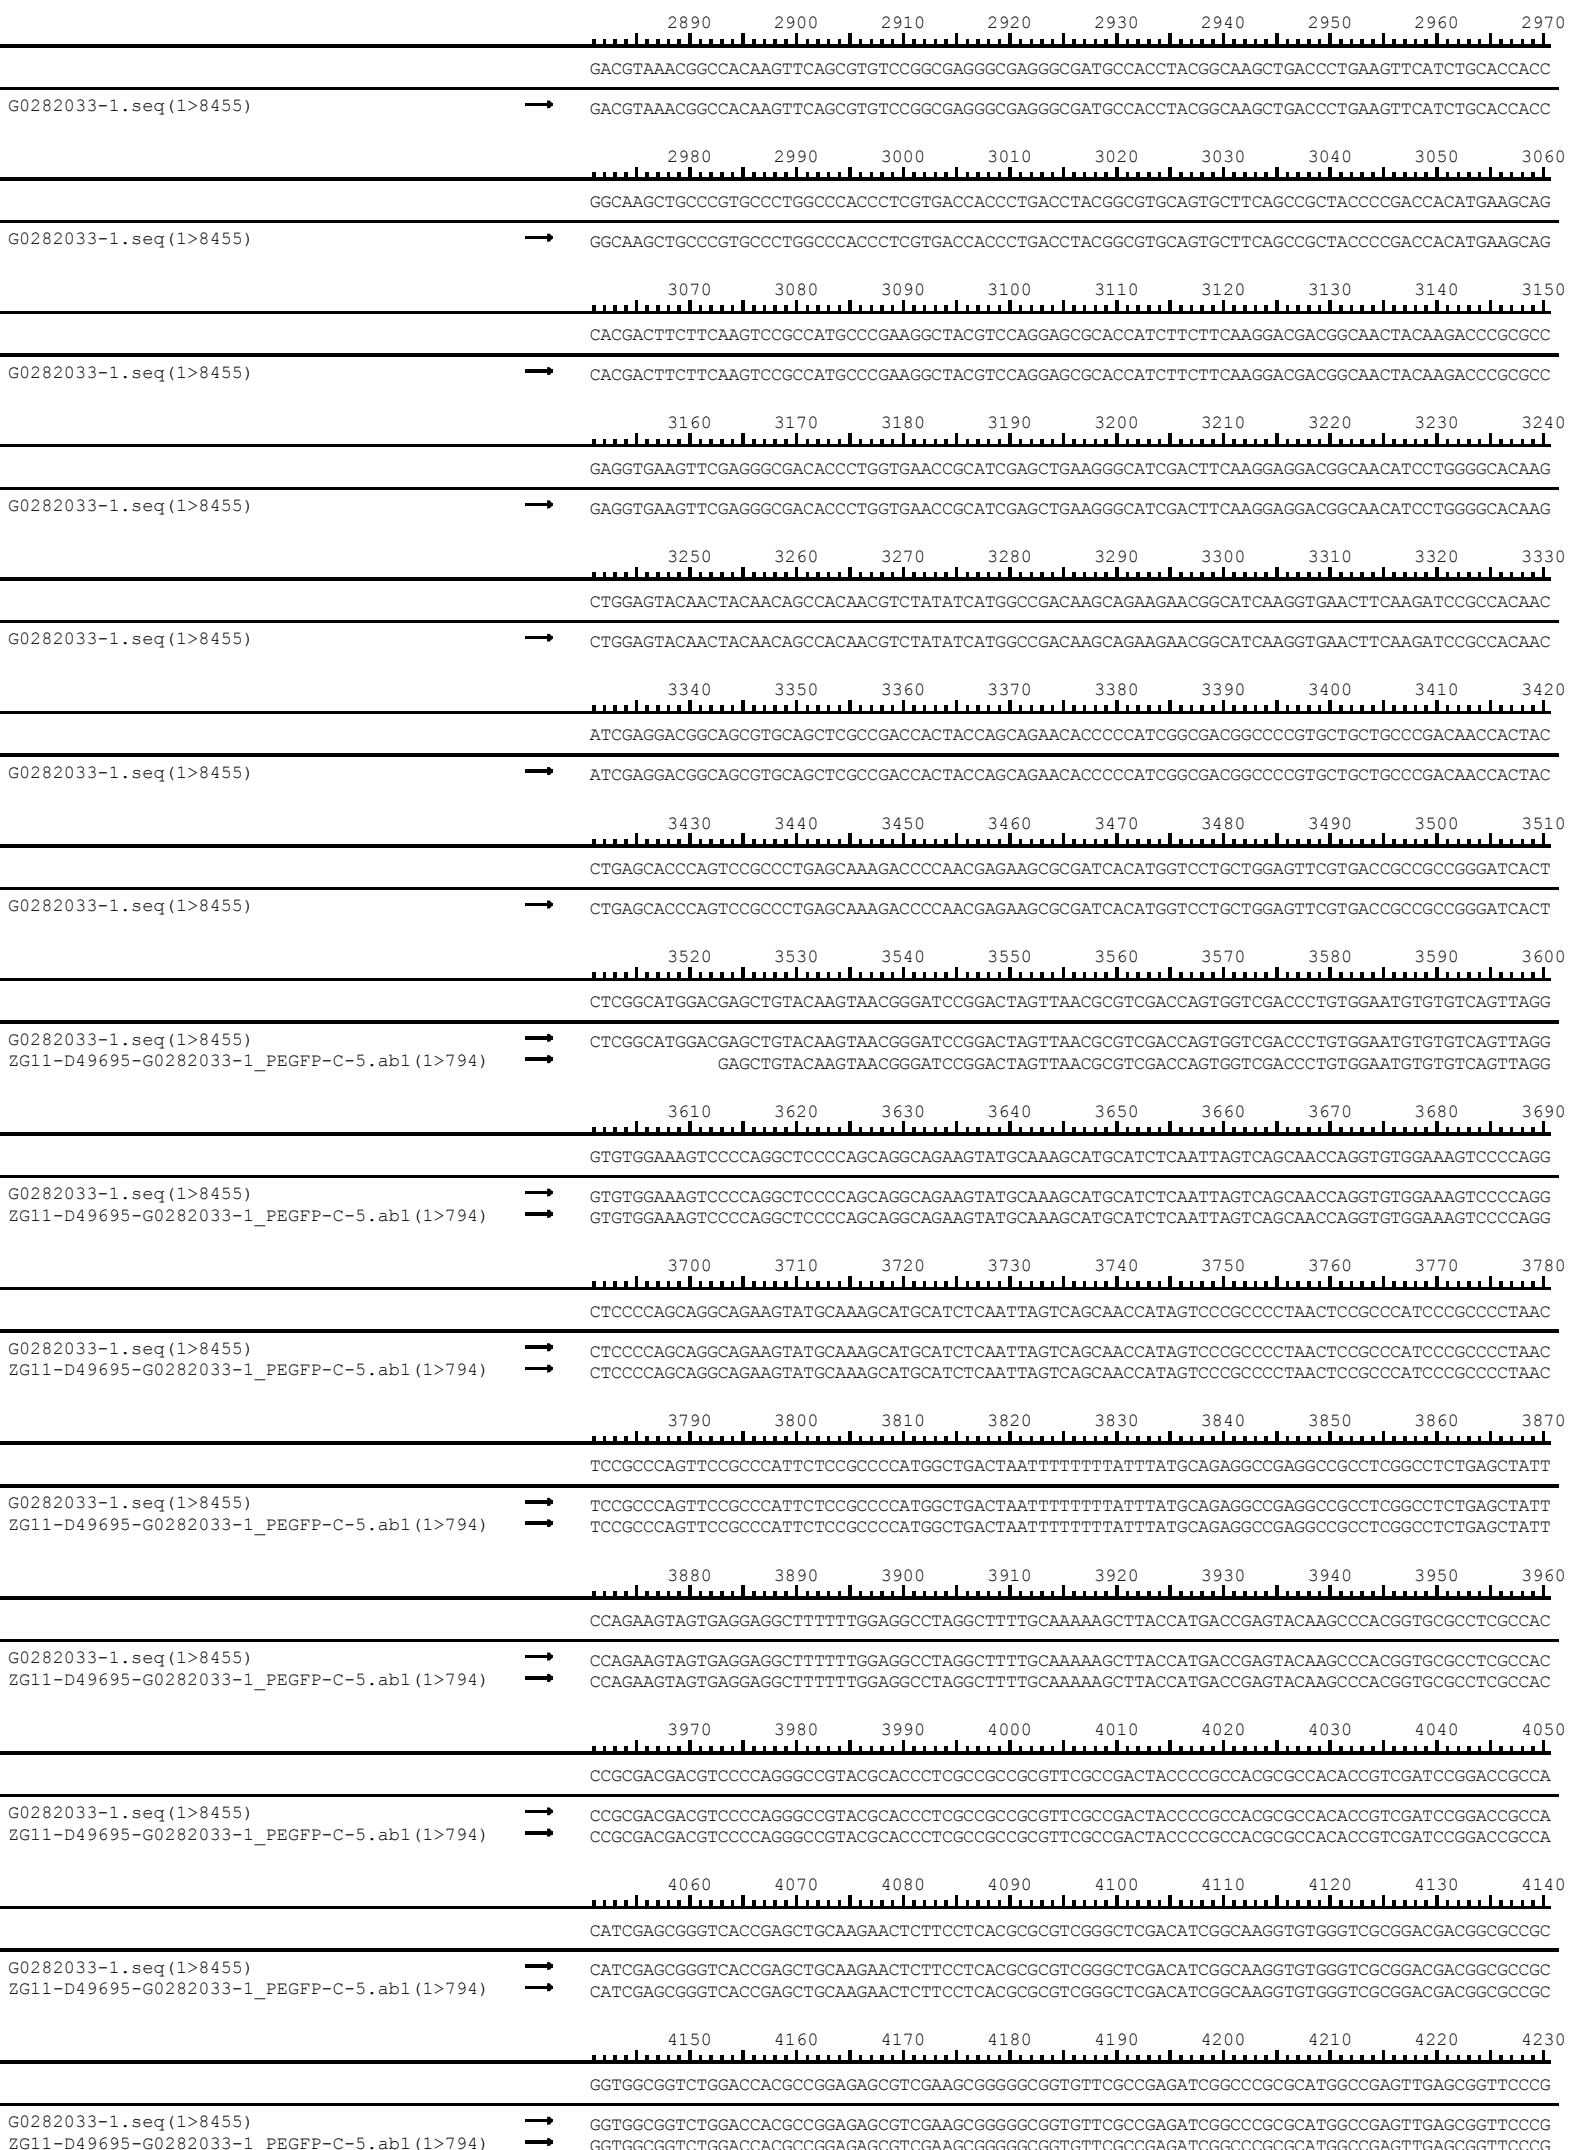 2890 2900 2910 2920 2930 2940 2950 2960 2970
GACGTAAACGGCCACAAGTTCAGCGTGTCCGGCGAGGGCGAGGGCGATGCCACCTACGGCAAGCTGACCCTGAAGTTCATCTGCACCACC
G0282033-1.seq(1>8455) → GACGTAAACGGCCACAAGTTCAGCGTGTCCGGCGAGGGCGAGGGCGATGCCACCTACGGCAAGCTGACCCTGAAGTTCATCTGCACCACC
2980 2990 3000 3010 3020 3030 3040 3050 3060
GGCAAGCTGCCCGTGCCCTGGCCCACCCTCGTGACCACCCTGACCTACGGCGTGCAGTGCTTCAGCCGCTACCCCGACCACATGAAGCAG
G0282033-1.seq(1>8455) → GGCAAGCTGCCCGTGCCCTGGCCCACCCTCGTGACCACCCTGACCTACGGCGTGCAGTGCTTCAGCCGCTACCCCGACCACATGAAGCAG
3070 3080 3090 3100 3110 3120 3130 3140 3150
CACGACTTCTTCAAGTCCGCCATGCCCGAAGGCTACGTCCAGGAGCGCACCATCTTCTTCAAGGACGACGGCAACTACAAGACCCGCGCC
G0282033-1.seq(1>8455) → CACGACTTCTTCAAGTCCGCCATGCCCGAAGGCTACGTCCAGGAGCGCACCATCTTCTTCAAGGACGACGGCAACTACAAGACCCGCGCC
3160 3170 3180 3190 3200 3210 3220 3230 3240
GAGGTGAAGTTCGAGGGCGACACCCTGGTGAACCGCATCGAGCTGAAGGGCATCGACTTCAAGGAGGACGGCAACATCCTGGGGCACAAG
G0282033-1.seq(1>8455) → GAGGTGAAGTTCGAGGGCGACACCCTGGTGAACCGCATCGAGCTGAAGGGCATCGACTTCAAGGAGGACGGCAACATCCTGGGGCACAAG
3250 3260 3270 3280 3290 3300 3310 3320 3330
CTGGAGTACAACTACAACAGCCACAACGTCTATATCATGGCCGACAAGCAGAAGAACGGCATCAAGGTGAACTTCAAGATCCGCCACAAC
G0282033-1.seq(1>8455) → CTGGAGTACAACTACAACAGCCACAACGTCTATATCATGGCCGACAAGCAGAAGAACGGCATCAAGGTGAACTTCAAGATCCGCCACAAC
3340 3350 3360 3370 3380 3390 3400 3410 3420
ATCGAGGACGGCAGCGTGCAGCTCGCCGACCACTACCAGCAGAACACCCCCATCGGCGACGGCCCCGTGCTGCTGCCCGACAACCACTAC
G0282033-1.seq(1>8455) → ATCGAGGACGGCAGCGTGCAGCTCGCCGACCACTACCAGCAGAACACCCCCATCGGCGACGGCCCCGTGCTGCTGCCCGACAACCACTAC
3430 3440 3450 3460 3470 3480 3490 3500 3510
CTGAGCACCCAGTCCGCCCTGAGCAAAGACCCCAACGAGAAGCGCGATCACATGGTCCTGCTGGAGTTCGTGACCGCCGCCGGGATCACT
G0282033-1.seq(1>8455) → CTGAGCACCCAGTCCGCCCTGAGCAAAGACCCCAACGAGAAGCGCGATCACATGGTCCTGCTGGAGTTCGTGACCGCCGCCGGGATCACT
3520 3530 3540 3550 3560 3570 3580 3590 3600
CTCGGCATGGACGAGCTGTACAAGTAACGGGATCCGGACTAGTTAACGCGTCGACCAGTGGTCGACCCTGTGGAATGTGTGTCAGTTAGG
G0282033-1.seq(1>8455) → CTCGGCATGGACGAGCTGTACAAGTAACGGGATCCGGACTAGTTAACGCGTCGACCAGTGGTCGACCCTGTGGAATGTGTGTCAGTTAGG
ZG11-D49695-G0282033-1_PEGFP-C-5.ab1(1>794) → GAGCTGTACAAGTAACGGGATCCGGACTAGTTAACGCGTCGACCAGTGGTCGACCCTGTGGAATGTGTGTCAGTTAGG
3610 3620 3630 3640 3650 3660 3670 3680 3690
GTGTGGAAAGTCCCCAGGCTCCCCAGCAGGCAGAAGTATGCAAAGCATGCATCTCAATTAGTCAGCAACCAGGTGTGGAAAGTCCCCAGG
G0282033-1.seq(1>8455) → GTGTGGAAAGTCCCCAGGCTCCCCAGCAGGCAGAAGTATGCAAAGCATGCATCTCAATTAGTCAGCAACCAGGTGTGGAAAGTCCCCAGG
ZG11-D49695-G0282033-1_PEGFP-C-5.ab1(1>794) → GTGTGGAAAGTCCCCAGGCTCCCCAGCAGGCAGAAGTATGCAAAGCATGCATCTCAATTAGTCAGCAACCAGGTGTGGAAAGTCCCCAGG
3700 3710 3720 3730 3740 3750 3760 3770 3780
CTCCCCAGCAGGCAGAAGTATGCAAAGCATGCATCTCAATTAGTCAGCAACCATAGTCCCGCCCCTAACTCCGCCCATCCCGCCCCTAAC
G0282033-1.seq(1>8455) → CTCCCCAGCAGGCAGAAGTATGCAAAGCATGCATCTCAATTAGTCAGCAACCATAGTCCCGCCCCTAACTCCGCCCATCCCGCCCCTAAC
ZG11-D49695-G0282033-1_PEGFP-C-5.ab1(1>794) → CTCCCCAGCAGGCAGAAGTATGCAAAGCATGCATCTCAATTAGTCAGCAACCATAGTCCCGCCCCTAACTCCGCCCATCCCGCCCCTAAC
3790 3800 3810 3820 3830 3840 3850 3860 3870
TCCGCCCAGTTCCGCCCATTCTCCGCCCCATGGCTGACTAATTTTTTTTATTTATGCAGAGGCCGAGGCCGCCTCGGCCTCTGAGCTATT
G0282033-1.seq(1>8455) → TCCGCCCAGTTCCGCCCATTCTCCGCCCCATGGCTGACTAATTTTTTTTATTTATGCAGAGGCCGAGGCCGCCTCGGCCTCTGAGCTATT
ZG11-D49695-G0282033-1_PEGFP-C-5.ab1(1>794) → TCCGCCCAGTTCCGCCCATTCTCCGCCCCATGGCTGACTAATTTTTTTTATTTATGCAGAGGCCGAGGCCGCCTCGGCCTCTGAGCTATT
3880 3890 3900 3910 3920 3930 3940 3950 3960
CCAGAAGTAGTGAGGAGGCTTTTTTGGAGGCCTAGGCTTTTGCAAAAAGCTTACCATGACCGAGTACAAGCCCACGGTGCGCCTCGCCAC
G0282033-1.seq(1>8455) → CCAGAAGTAGTGAGGAGGCTTTTTTGGAGGCCTAGGCTTTTGCAAAAAGCTTACCATGACCGAGTACAAGCCCACGGTGCGCCTCGCCAC
ZG11-D49695-G0282033-1_PEGFP-C-5.ab1(1>794) → CCAGAAGTAGTGAGGAGGCTTTTTTGGAGGCCTAGGCTTTTGCAAAAAGCTTACCATGACCGAGTACAAGCCCACGGTGCGCCTCGCCAC
3970 3980 3990 4000 4010 4020 4030 4040 4050
CCGCGACGACGTCCCCAGGGCCGTACGCACCCTCGCCGCCGCGTTCGCCGACTACCCCGCCACGCGCCACACCGTCGATCCGGACCGCCA
G0282033-1.seq(1>8455) → CCGCGACGACGTCCCCAGGGCCGTACGCACCCTCGCCGCCGCGTTCGCCGACTACCCCGCCACGCGCCACACCGTCGATCCGGACCGCCA
ZG11-D49695-G0282033-1_PEGFP-C-5.ab1(1>794) → CCGCGACGACGTCCCCAGGGCCGTACGCACCCTCGCCGCCGCGTTCGCCGACTACCCCGCCACGCGCCACACCGTCGATCCGGACCGCCA
4060 4070 4080 4090 4100 4110 4120 4130 4140
CATCGAGCGGGTCACCGAGCTGCAAGAACTCTTCCTCACGCGCGTCGGGCTCGACATCGGCAAGGTGTGGGTCGCGGACGACGGCGCCGC
G0282033-1.seq(1>8455) → CATCGAGCGGGTCACCGAGCTGCAAGAACTCTTCCTCACGCGCGTCGGGCTCGACATCGGCAAGGTGTGGGTCGCGGACGACGGCGCCGC
ZG11-D49695-G0282033-1_PEGFP-C-5.ab1(1>794) → CATCGAGCGGGTCACCGAGCTGCAAGAACTCTTCCTCACGCGCGTCGGGCTCGACATCGGCAAGGTGTGGGTCGCGGACGACGGCGCCGC
4150 4160 4170 4180 4190 4200 4210 4220 4230
GGTGGCGGTCTGGACCACGCCGGAGAGCGTCGAAGCGGGGGCGGTGTTCGCCGAGATCGGCCCGCGCATGGCCGAGTTGAGCGGTTCCCG
G0282033-1.seq(1>8455) → GGTGGCGGTCTGGACCACGCCGGAGAGCGTCGAAGCGGGGGCGGTGTTCGCCGAGATCGGCCCGCGCATGGCCGAGTTGAGCGGTTCCCG
ZG11-D49695-G0282033-1_PEGFP-C-5.ab1(1>794) → GGTGGCGGTCTGGACCACGCCGGAGAGCGTCGAAGCGGGGGCGGTGTTCGCCGAGATCGGCCCGCGCATGGCCGAGTTGAGCGGTTCCCG